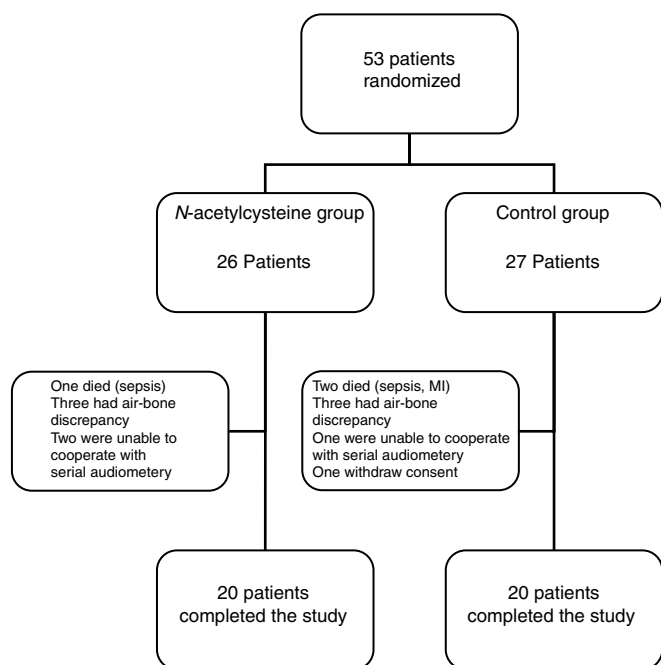 53 patients
randomized
N-acetylcysteine group
26 Patients
Control group
27 Patients
One died (sepsis)
Three had air-bone
discrepancy
Two were unable to
cooperate with
serial audiometery
Two died (sepsis, MI)
Three had air-bone
discrepancy
One were unable to cooperate
with serial audiometery
One withdraw consent
20 patients
completed the study
20 patients
completed the study